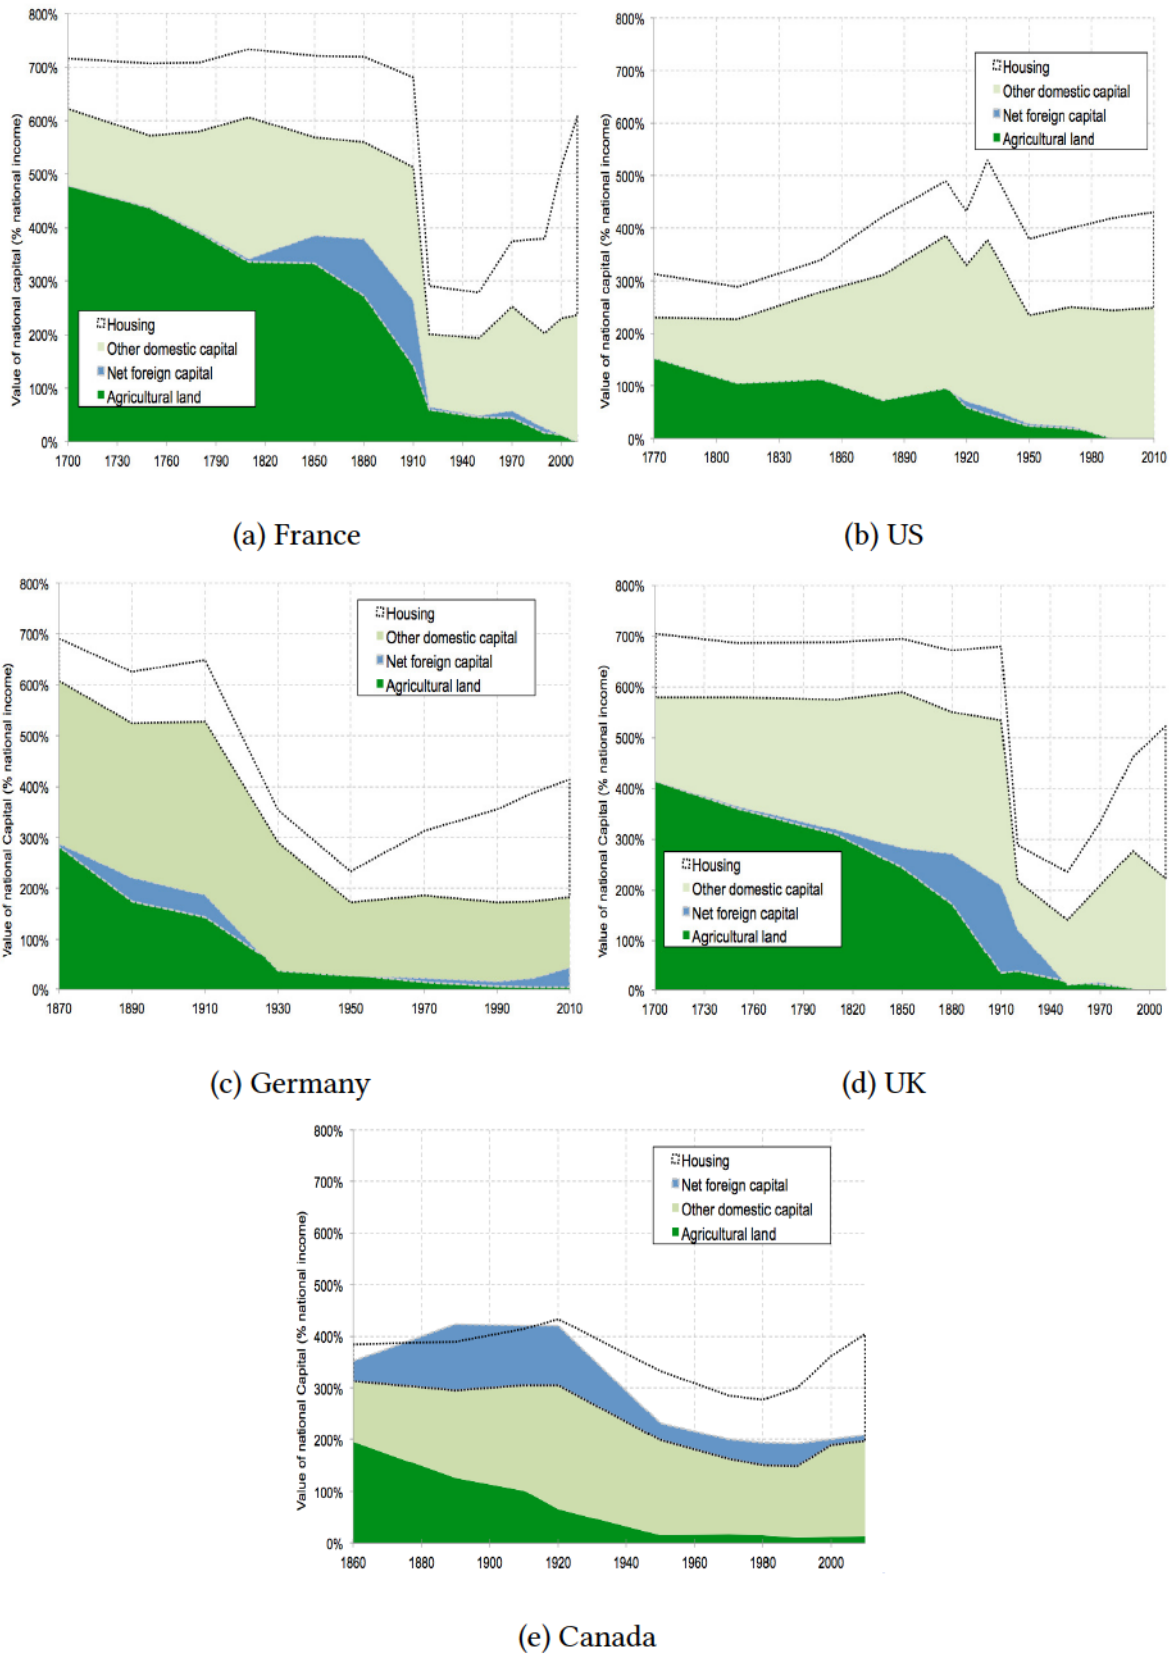 Value of national capital (% national income)
800%
700%
600%
500%
400%
300%
200%
100%
0%
Housing
Other domestic capital
Net foreign capital
Agricultural land
1700 1730 1760 1790 1820 1850 1880 1910 1940 1970 2000
(a) France
Value of national capital (% national income)
800%
700%
600%
500%
400%
300%
200%
100%
0%
Housing
Other domestic capital
Net foreign capital
Agricultural land
1770 1800 1830 1860 1890 1920 1950 1980 2010
(b) US
Value of national Capital (% national income)
800%
700%
600%
500%
400%
300%
200%
100%
0%
Housing
Other domestic capital
Net foreign capital
Agricultural land
1870 1890 1910 1930 1950 1970 1990 2010
(c) Germany
Value of national Capital (% national income)
800%
700%
600%
500%
400%
300%
200%
100%
0%
Housing
Other domestic capital
Net foreign capital
Agricultural land
1700 1730 1760 1790 1820 1850 1880 1910 1940 1970 2000
(d) UK
Value of national Capital (% national income)
800%
700%
600%
500%
400%
300%
200%
100%
0%
Housing
Net foreign capital
Other domestic capital
Agricultural land
1860 1880 1900 1920 1940 1960 1980 2000
(e) Canada